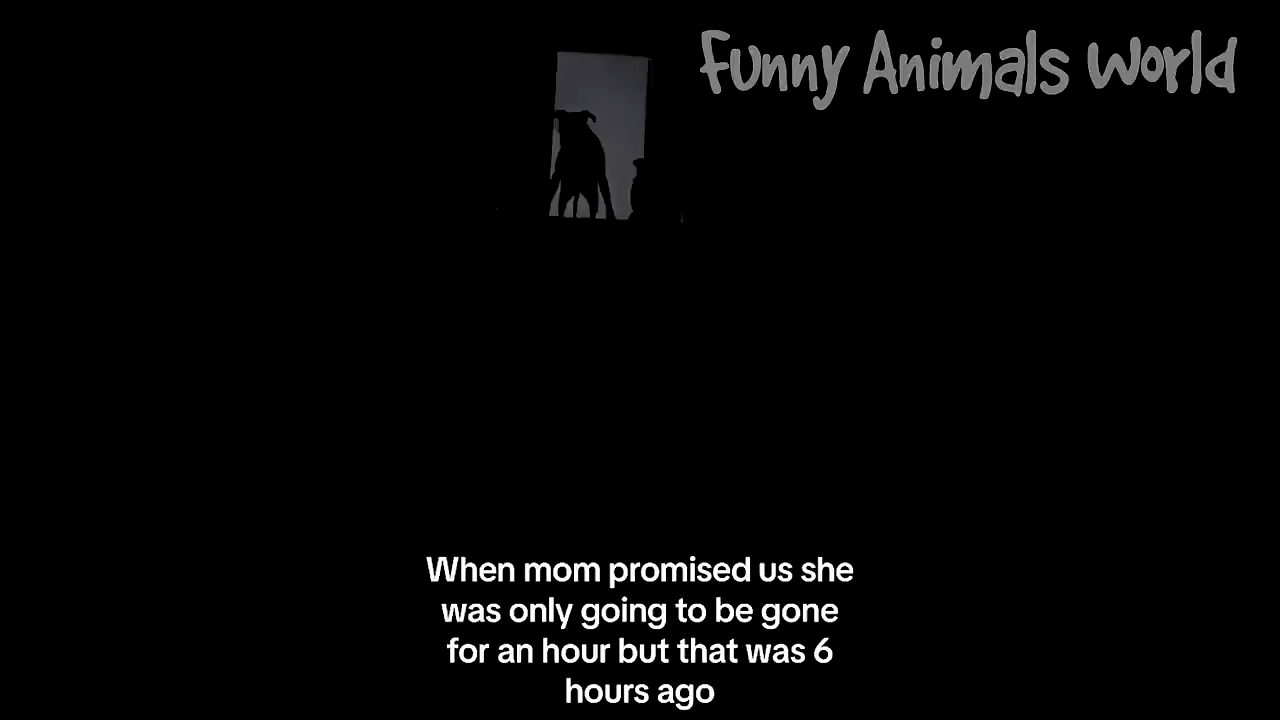 Funny Animals World
When mom promised us she
was only going to be gone
for an hour but that was 6
hours ago